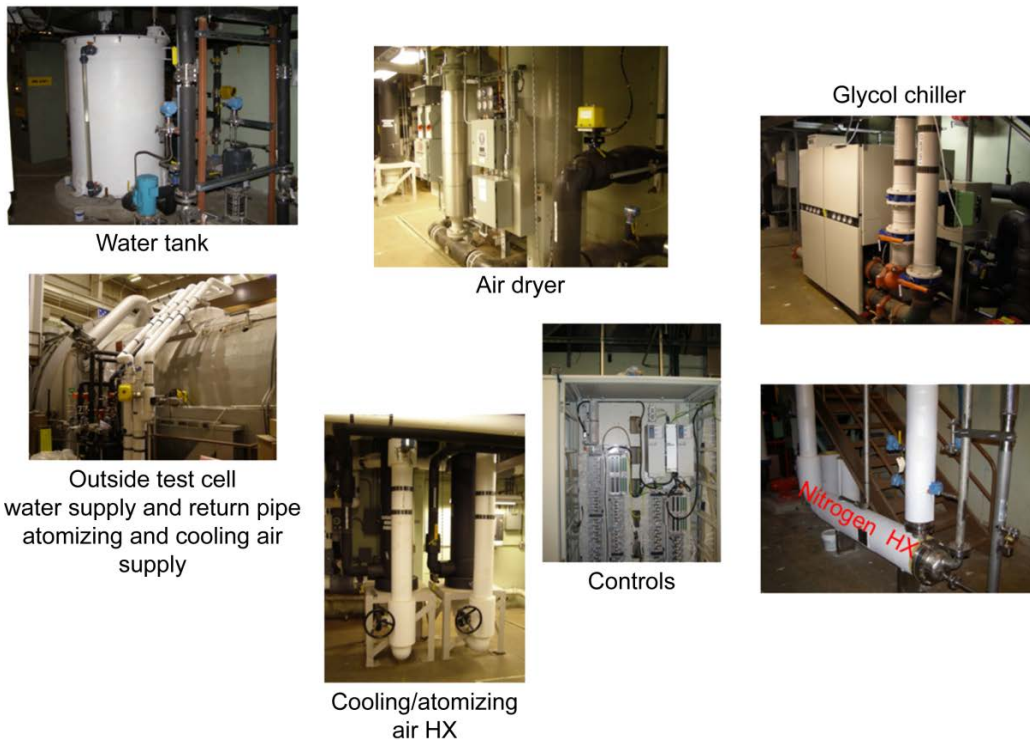 Water tank
Air dryer
Glycol chiller
Outside test cell
water supply and return pipe
atomizing and cooling air
supply
Cooling/atomizing
air HX
Controls
Nitrogen HX